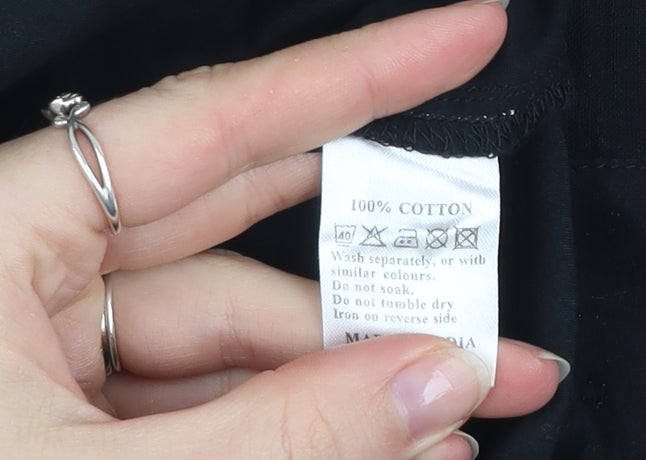 100% COTTON
40
Wash separately, or with
similar colours.
Do not soak.
Do not tumble dry
Iron on reverse side